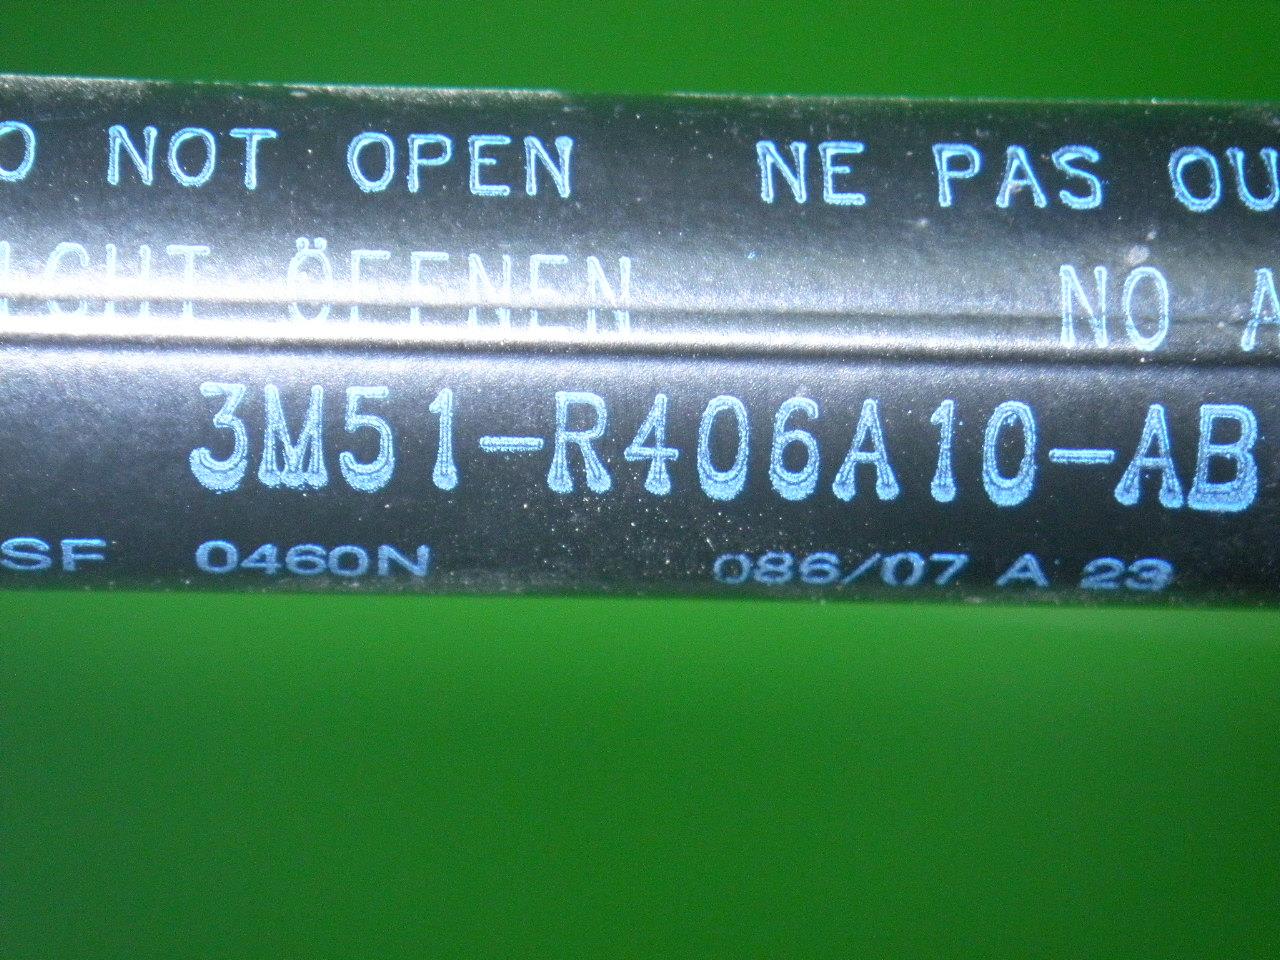 O NOT OPEN NE PAS OU
ICHT ÖFFNEN NO A
3M51-R406A10-AB
SF 0460N 086/07 A 23